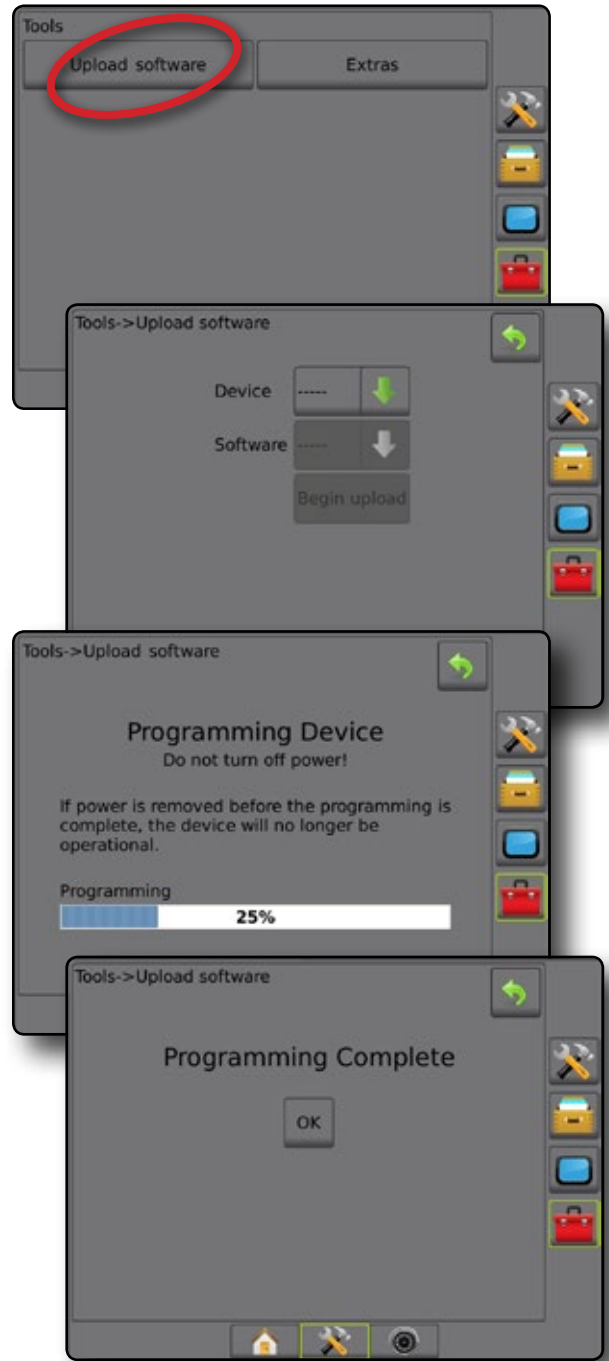 Tools
Upload software Extras
Tools->Upload software
Device -----
Software -----
Begin upload
Tools->Upload software
Programming Device
Do not turn off power!
If power is removed before the programming is
complete, the device will no longer be
operational.
Programming
25%
Tools->Upload software
Programming Complete
OK